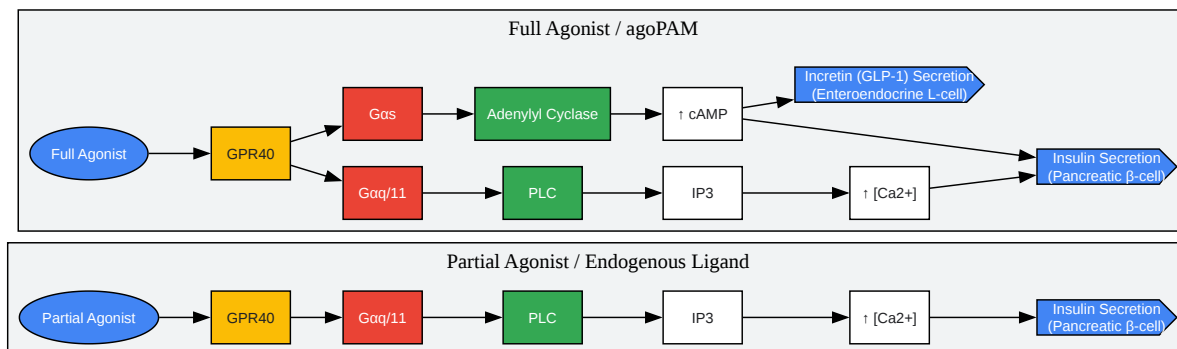 Full Agonist / agoPAM
Incretin (GLP-1) Secretion
(Enteroendocrine L-cell)
Gαs
Adenylyl Cyclase
↑ cAMP
Full Agonist
GPR40
Insulin Secretion
(Pancreatic β-cell)
Gαq/11
PLC
IP3
↑ [Ca2+]
Partial Agonist / Endogenous Ligand
Partial Agonist
GPR40
Gαq/11
PLC
IP3
↑ [Ca2+]
Insulin Secretion
(Pancreatic β-cell)